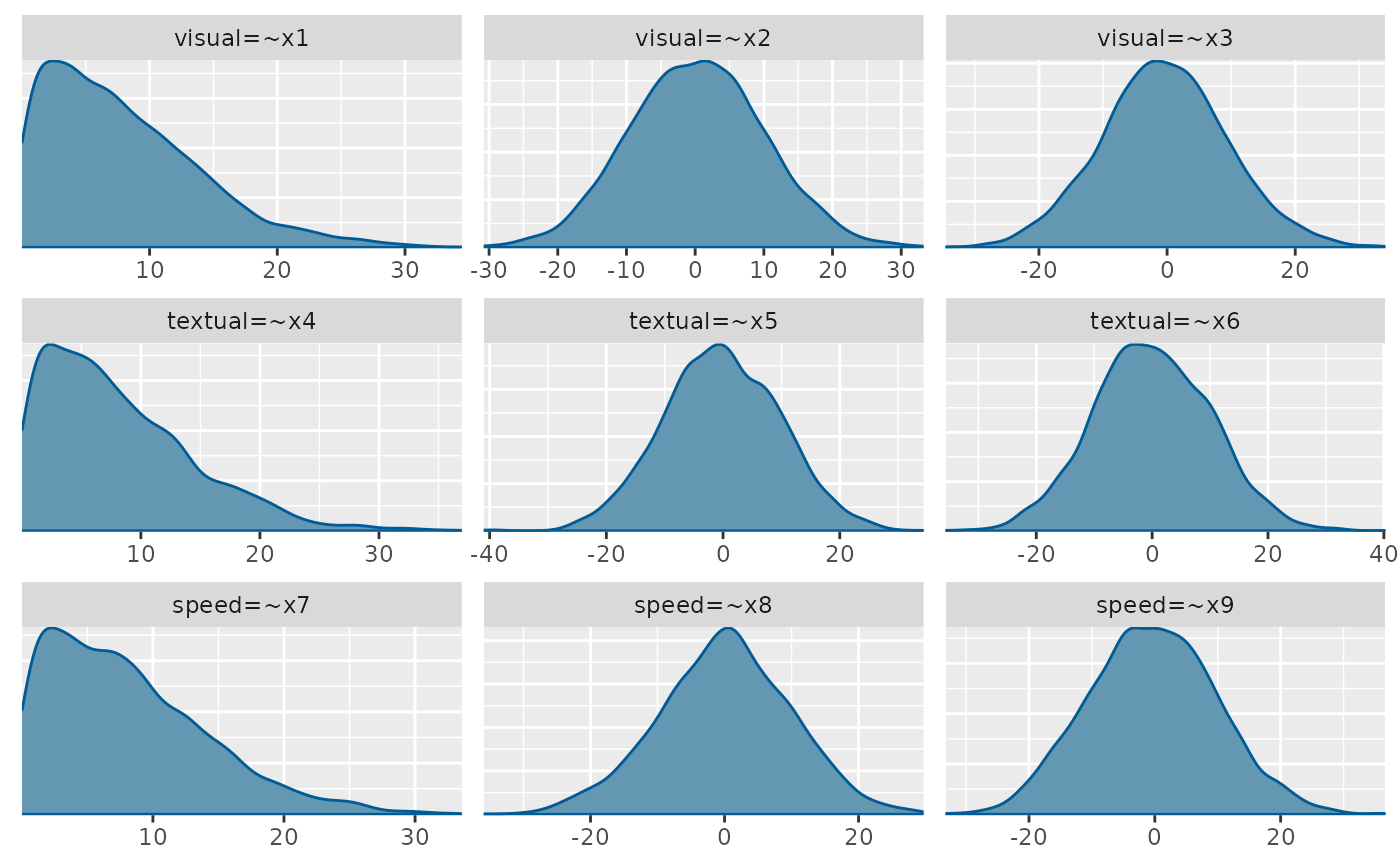 visual=~x1 visual=~x2 visual=~x3
10 20 30 -30 -20 -10 0 10 20 30 -20 0 20
textual=~x4 textual=~x5 textual=~x6
10 20 30 -40 -20 0 20 -20 0 20 40
speed=~x7 speed=~x8 speed=~x9
10 20 30 -20 0 20 -20 0 20